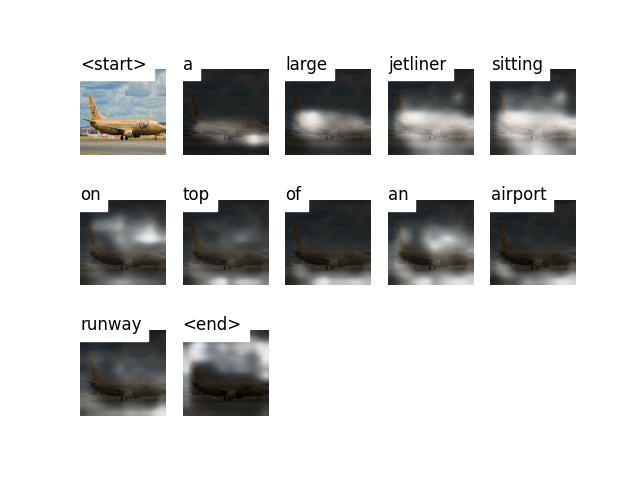 <start> a large jetliner sitting
on top of an airport
runway <end>